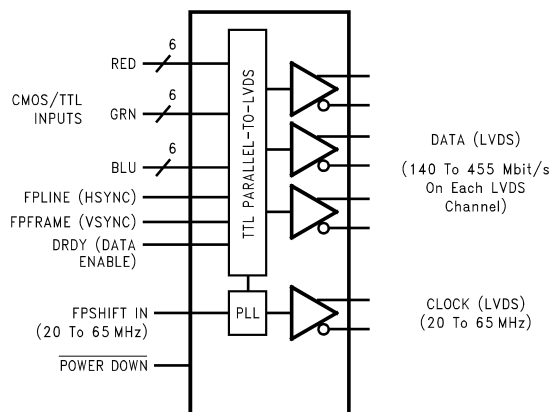 6
RED
CMOS/TTL
INPUTS
6
GRN
6
BLU
FPLINE (HSYNC)
FPFRAME (VSYNC)
DRDY (DATA
ENABLE)
FPSHIFT IN
(20 To 65 MHz)
POWER DOWN
TTL PARALLEL-TO-LVDS
PLL
DATA (LVDS)
(140 To 455 Mbit/s
On Each LVDS
Channel)
CLOCK (LVDS)
(20 To 65 MHz)